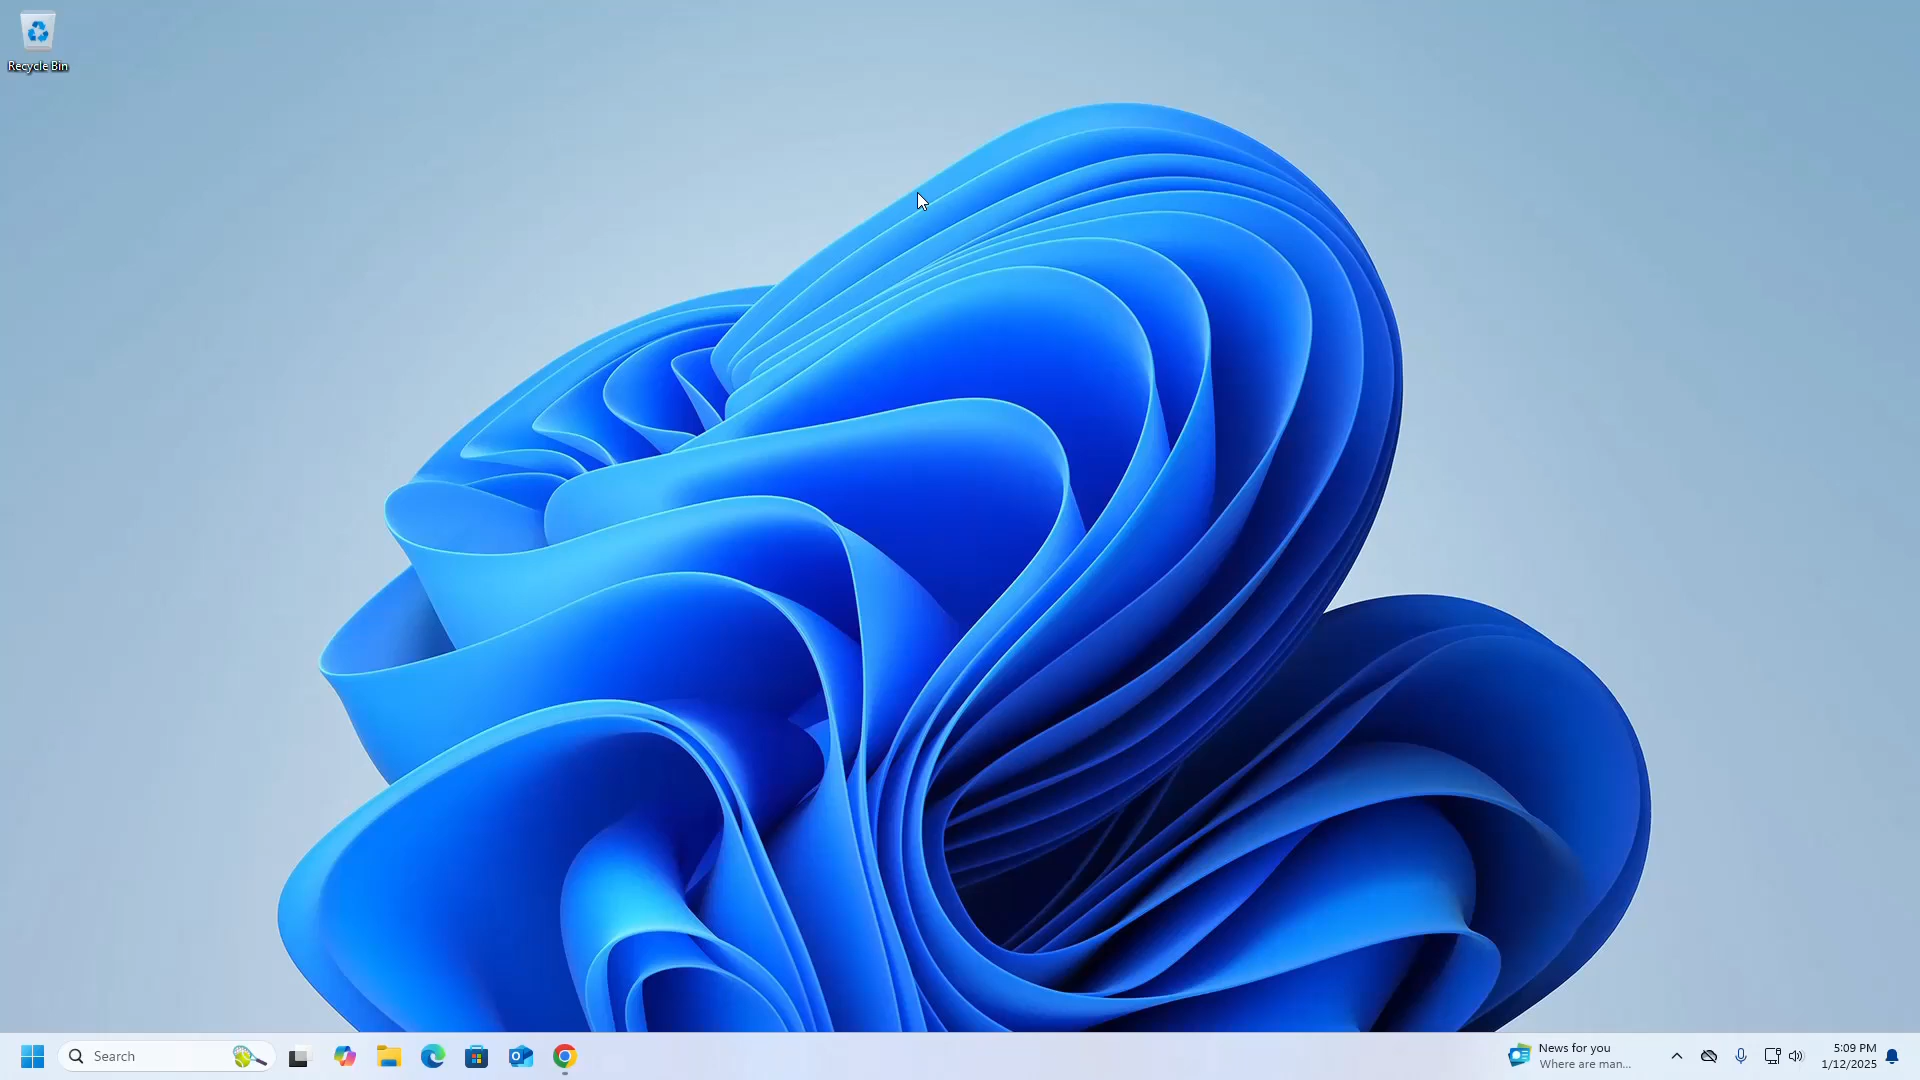 Recycle Bin
Search
News for you
Where are man...
5:09 PM
1/12/2025